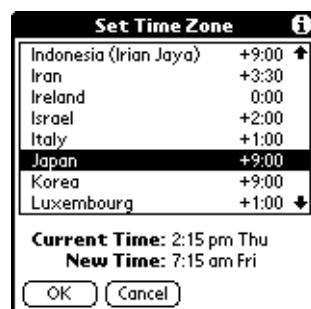 Set Time Zone
Indonesia (Irian Jaya) +9:00
Iran +3:30
Ireland 0:00
Israel +2:00
Italy +1:00
Japan +9:00
Korea +9:00
Luxembourg +1:00
Current Time: 2:15 pm Thu
New Time: 7:15 am Fri
OK Cancel